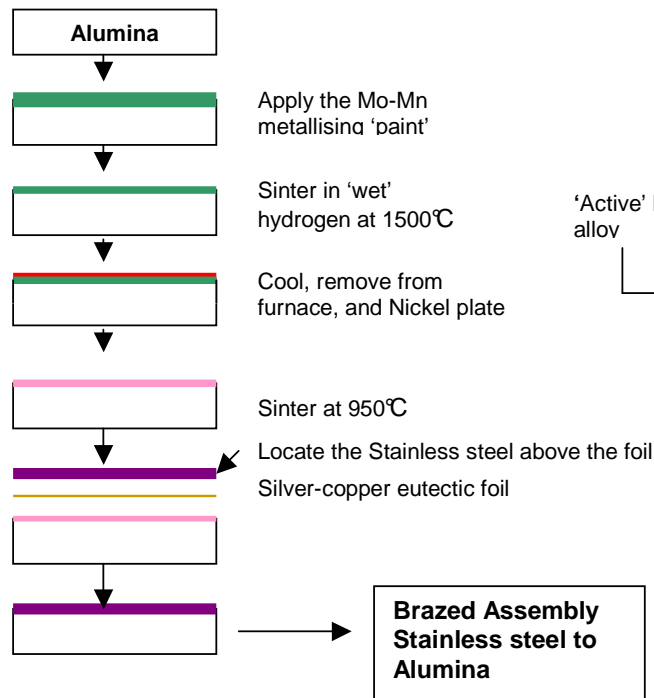 Alumina
Apply the Mo-Mn
metallising ‘paint’
Sinter in ‘wet’
hydrogen at 1500℃
‘Active’
alloy
Cool, remove from
furnace, and Nickel plate
Sinter at 950℃
Locate the Stainless steel above the foil
Silver-copper eutectic foil
Brazed Assembly
Stainless steel to
Alumina